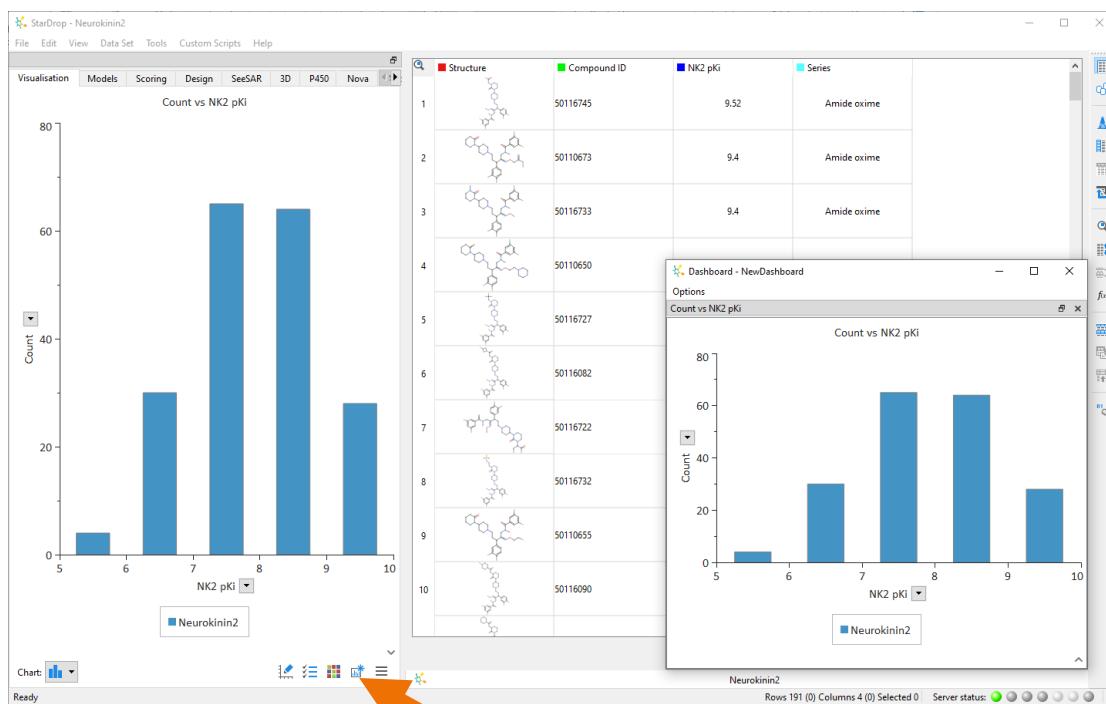 StarDrop - Neurokinin2
File Edit View Data Set Tools Custom Scripts Help
Visualisation Models Scoring Design SeeSAR 3D P450 Nova
Count vs NK2 pKi
80
60
40
20
0
Count
5 6 7 8 9 10
NK2 pKi
Neurokinin2
Chart:
Ready
Structure Compound ID NK2 pKi Series
1 50116745 9.52 Amide oxime
2 50110673 9.4 Amide oxime
3 50116733 9.4 Amide oxime
4 50110650
5 50116727
6 50116082
7 50116722
8 50116732
9 50110655
10 50116090
Dashboard - NewDashboard
Options
Count vs NK2 pKi
Count vs NK2 pKi
80
60
40
20
0
Count
5 6 7 8 9 10
NK2 pKi
Neurokinin2
Neurokinin2
Rows 191 (0) Columns 4 (0) Selected 0 Server status: